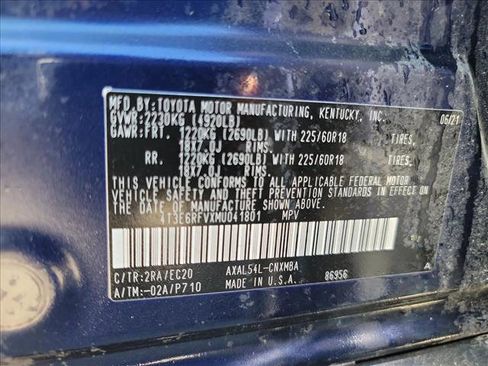 MFD. BY: TOYOTA MOTOR MANUFACTURING, KENTUCKY, INC. 06/21
GVWR: 2230KG (4920LB)
GAWR: FRT. 1220KG (2690LB) WITH 225/60R18 TIRES,
18X7.0J
RR. 1220KG (2690LB) WITH 225/60R18 TIRES,
18X7.0J
THIS VEHICLE CONFORMS TO ALL APPLICABLE FEDERAL MOTOR
VEHICLE SAFETY AND THEFT PREVENTION STANDARDS IN EFFECT ON
THE DATE OF MANUFACTURE SHOWN ABOVE.
4T3E6RFVXMU041801 MPV
C/TR: 2RA/EC20 AXAL54L-CNXMBA A
A/TM: -02A/P710 MADE IN U.S.A. 86956